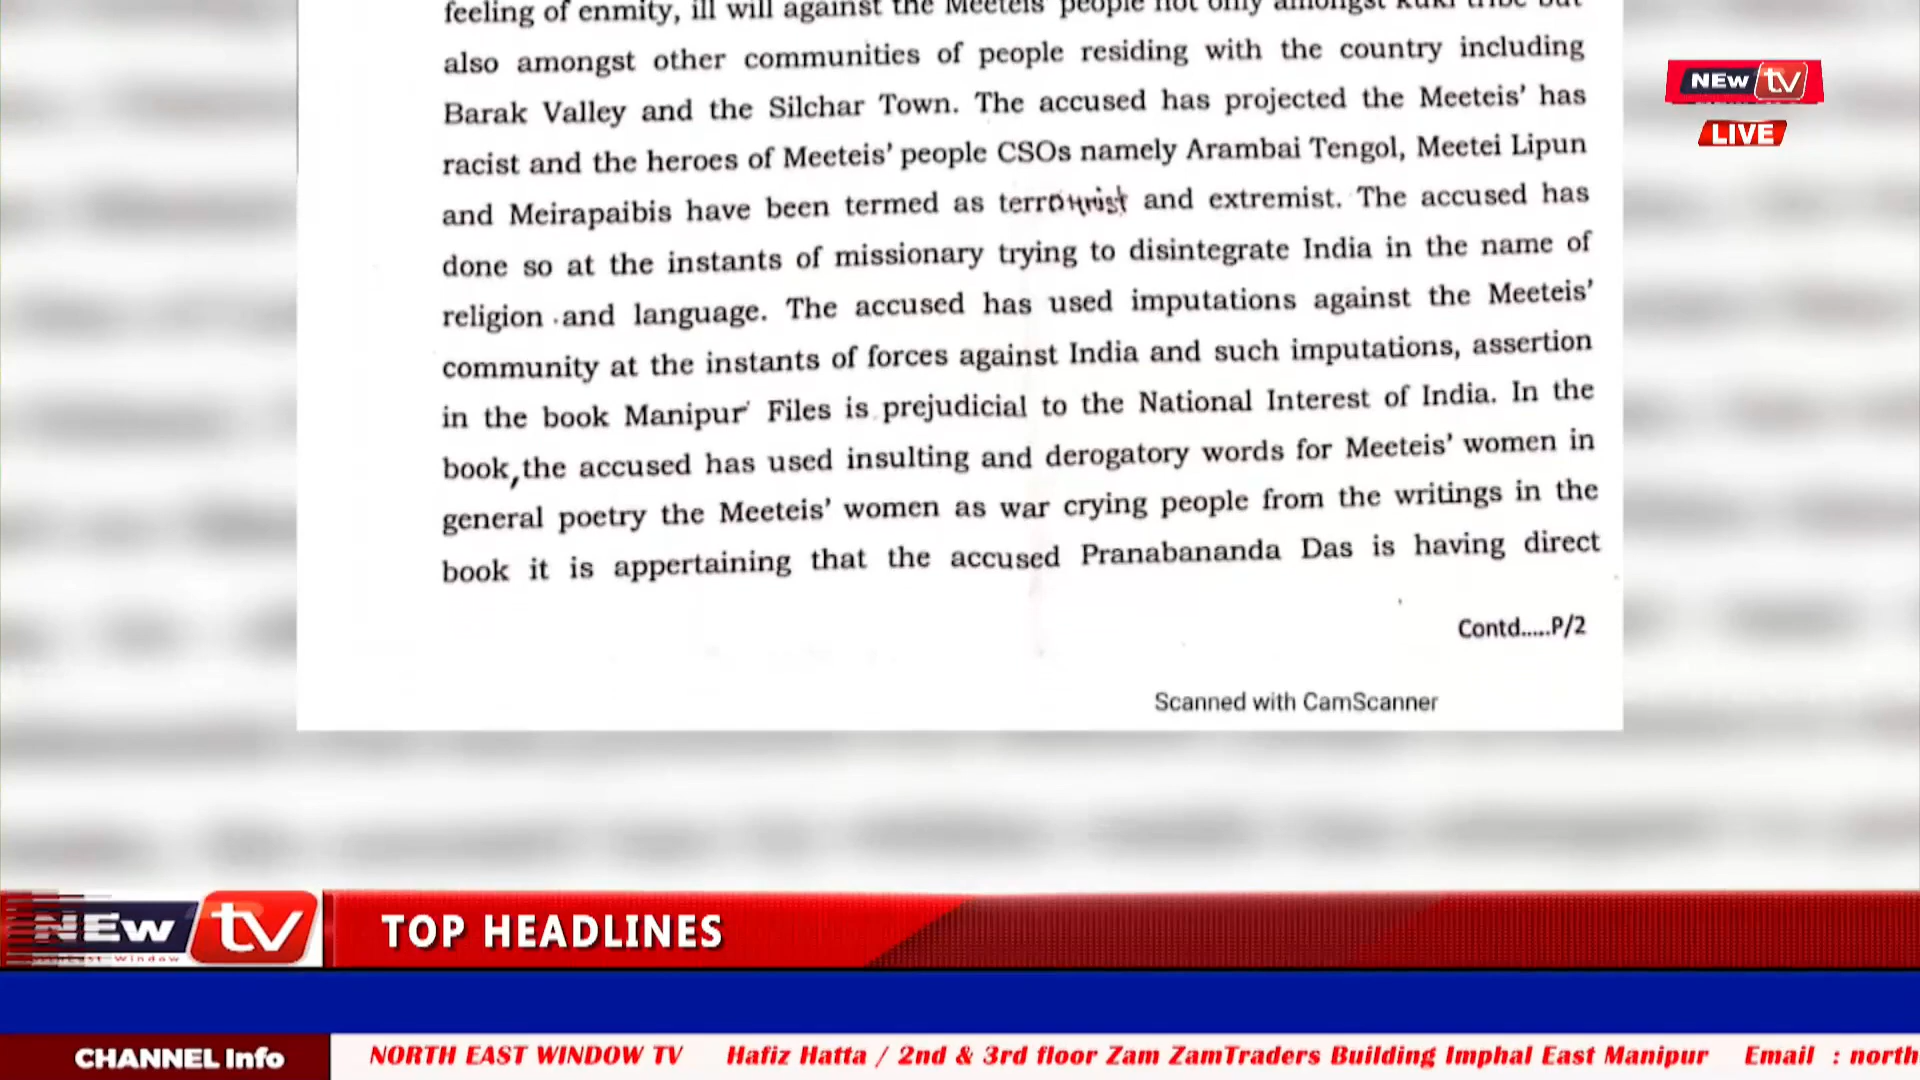 feeling of enmity, ill will against the Meeteis' people not only amongst kuki tribe but
also amongst other communities of people residing with the country including
Barak Valley and the Silchar Town. The accused has projected the Meeteis' has
racist and the heroes of Meeteis' people CSOs namely Arambai Tengol, Meetei Lipun
and Meirapaibis have been termed as and extremist. The accused has
done so at the instants of missionary trying to disintegrate India in the name of
religion and language. The accused has used imputations against the Meeteis'
community at the instants of forces against India and such imputations, assertion
in the book Manipur Files is prejudicial to the National Interest of India. In the
book, the accused has used insulting and derogatory words for Meeteis' women in
general poetry the Meeteis' women as war crying people from the writings in the
book it is appertaining that the accused Pranabananda Das is having direct
Contd.....P/2
Scanned with CamScanner
NEW tv
LIVE
NEW tv
TOP HEADLINES
CHANNEL Info
NORTH EAST WINDOW TV Hafiz Hatta / 2nd & 3rd floor Zam ZamTraders Building Imphal East Manipur Email : north